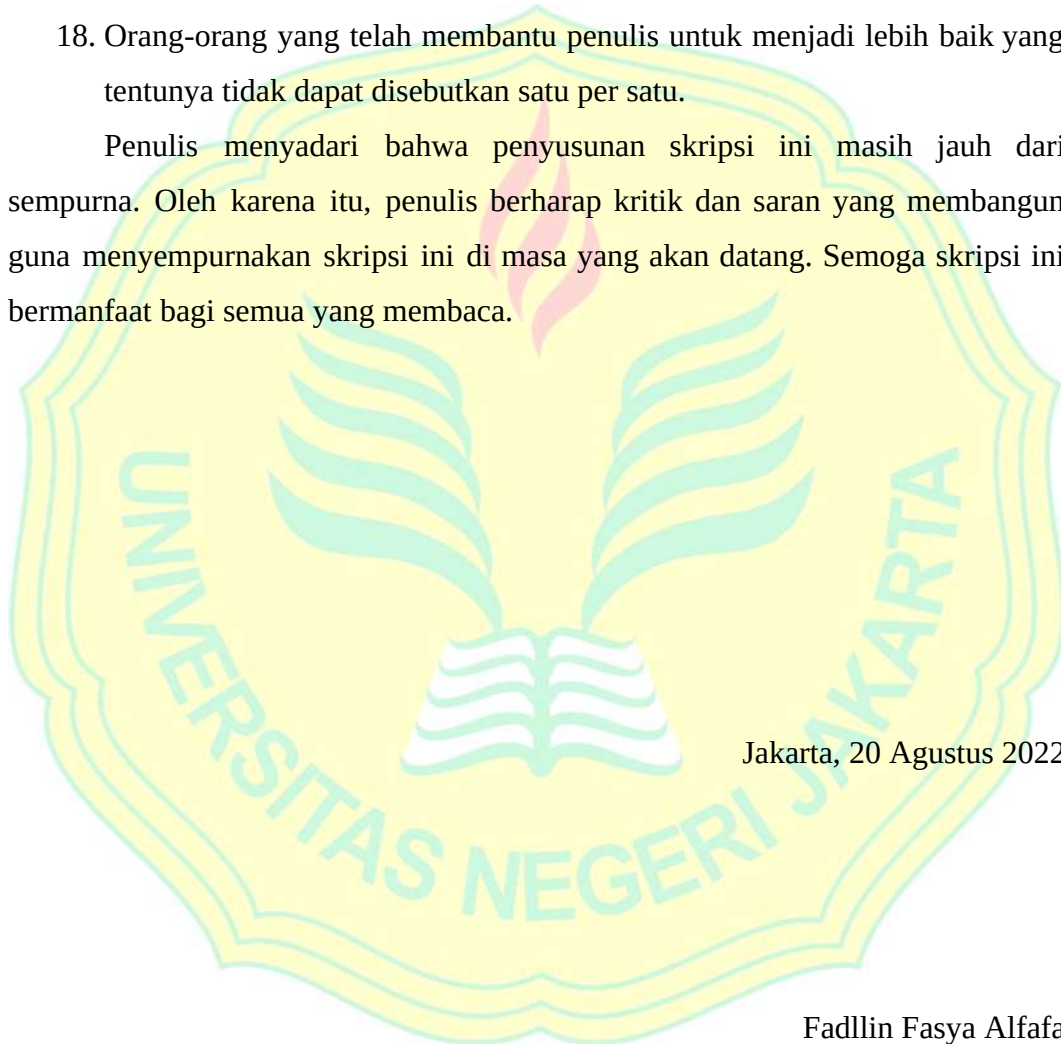 18. Orang-orang yang telah membantu penulis untuk menjadi lebih baik yang
tentunya tidak dapat disebutkan satu per satu.
Penulis menyadari bahwa penyusunan skripsi ini masih jauh dari
sempurna. Oleh karena itu, penulis berharap kritik dan saran yang membangun
guna menyempurnakan skripsi ini di masa yang akan datang. Semoga skripsi ini
bermanfaat bagi semua yang membaca.
UNIVERSITAS NEGERI JAKARTA
Jakarta, 20 Agustus 2022
Fadllin Fasya Alfafa